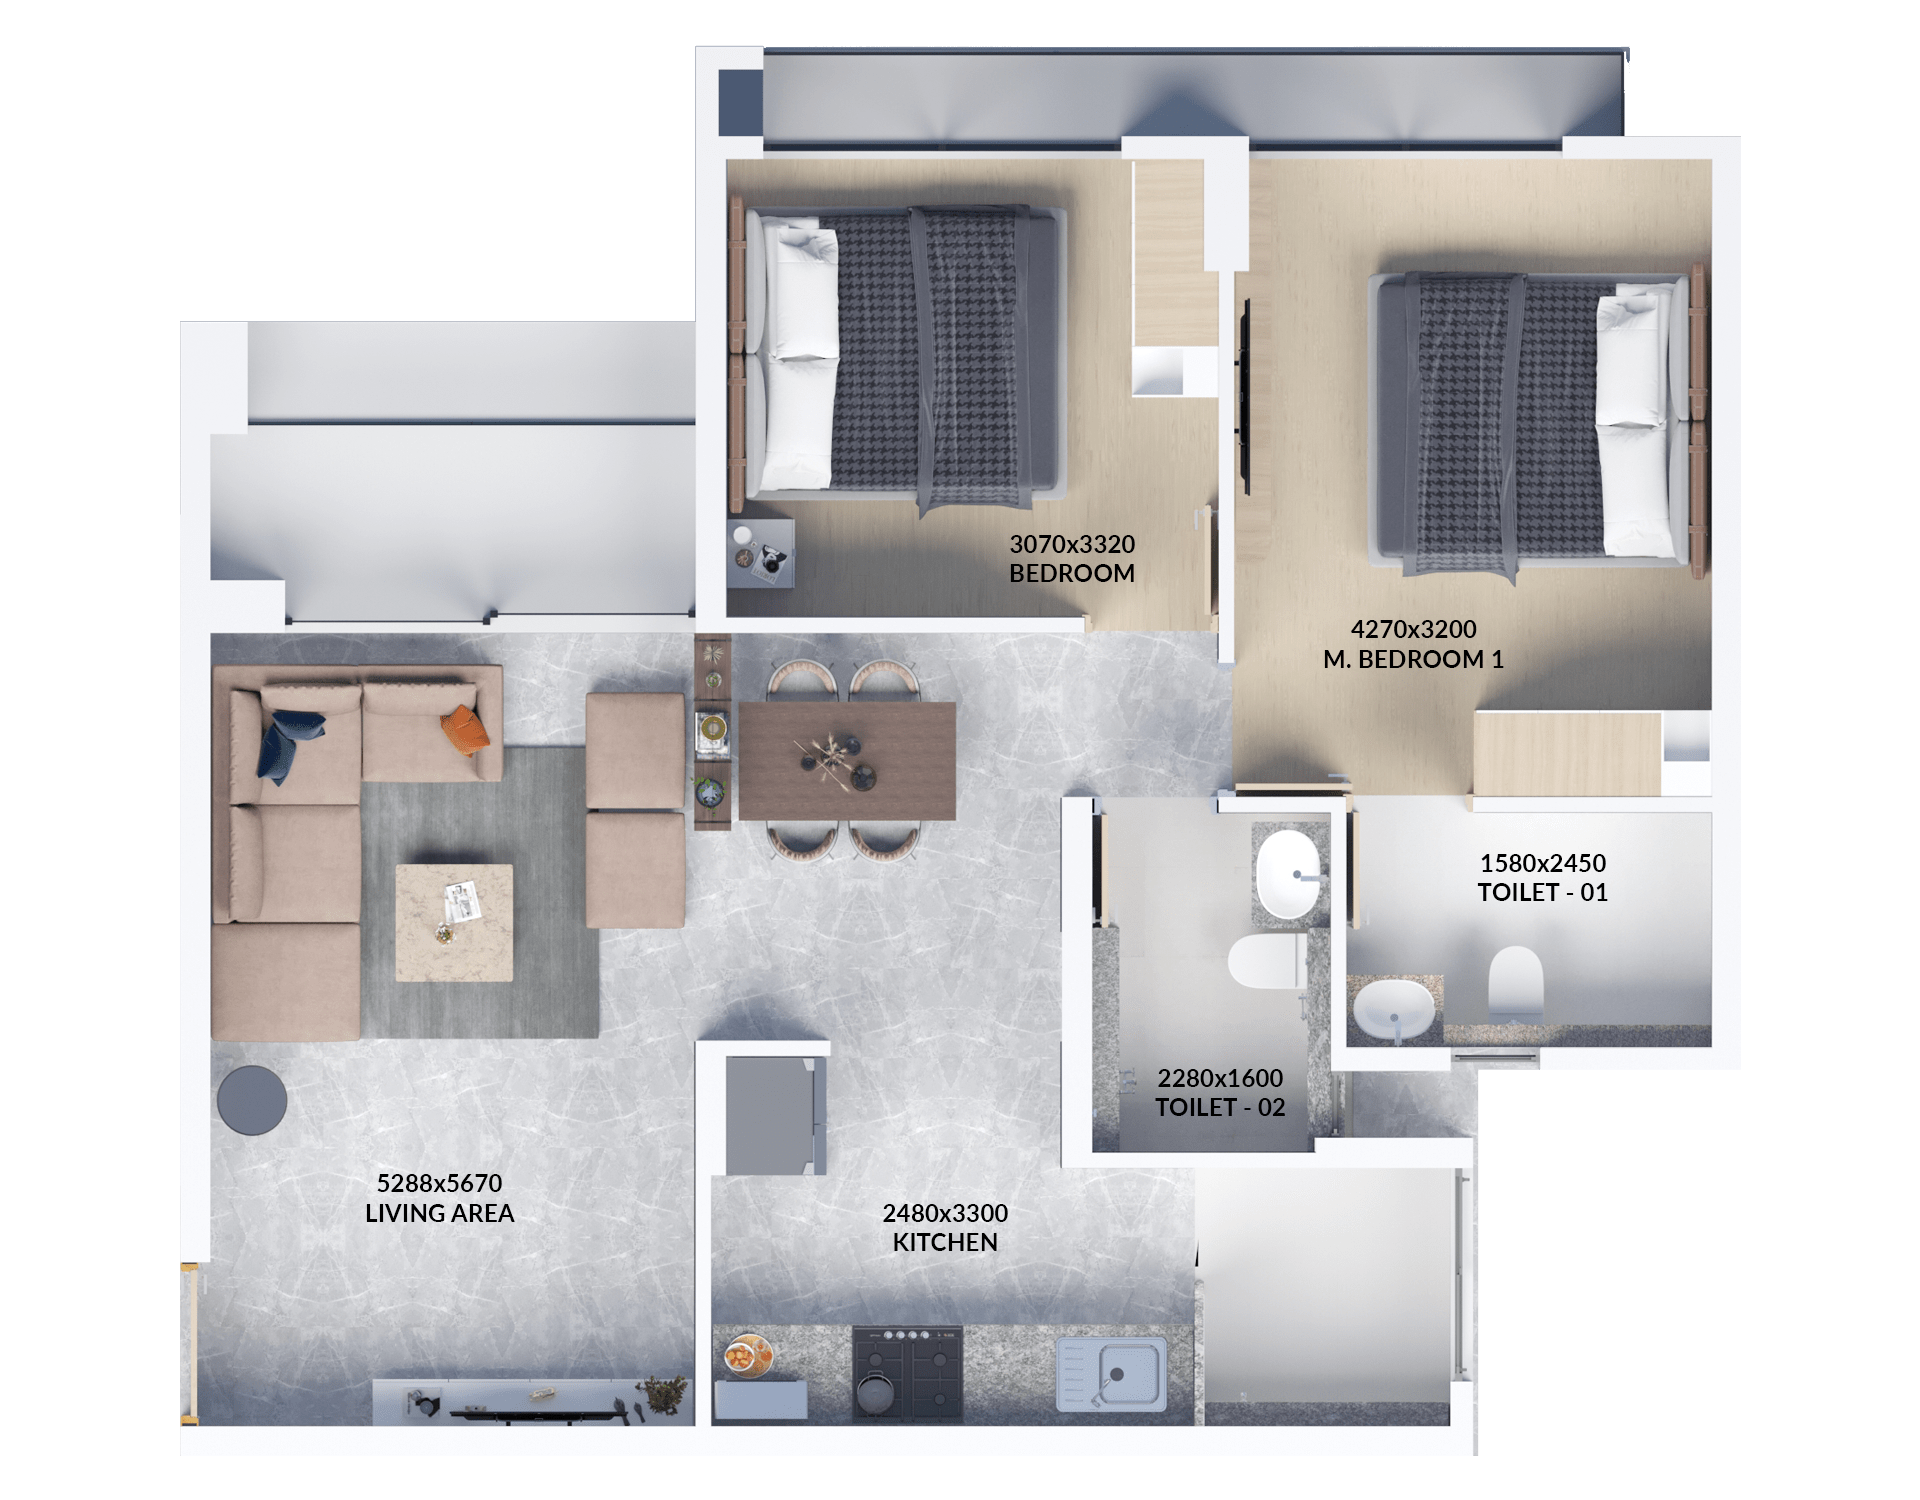 3070x3320
BEDROOM
4270x3200
M. BEDROOM 1
1580x2450
TOILET - 01
2280x1600
TOILET - 02
5288x5670
LIVING AREA
2480x3300
KITCHEN